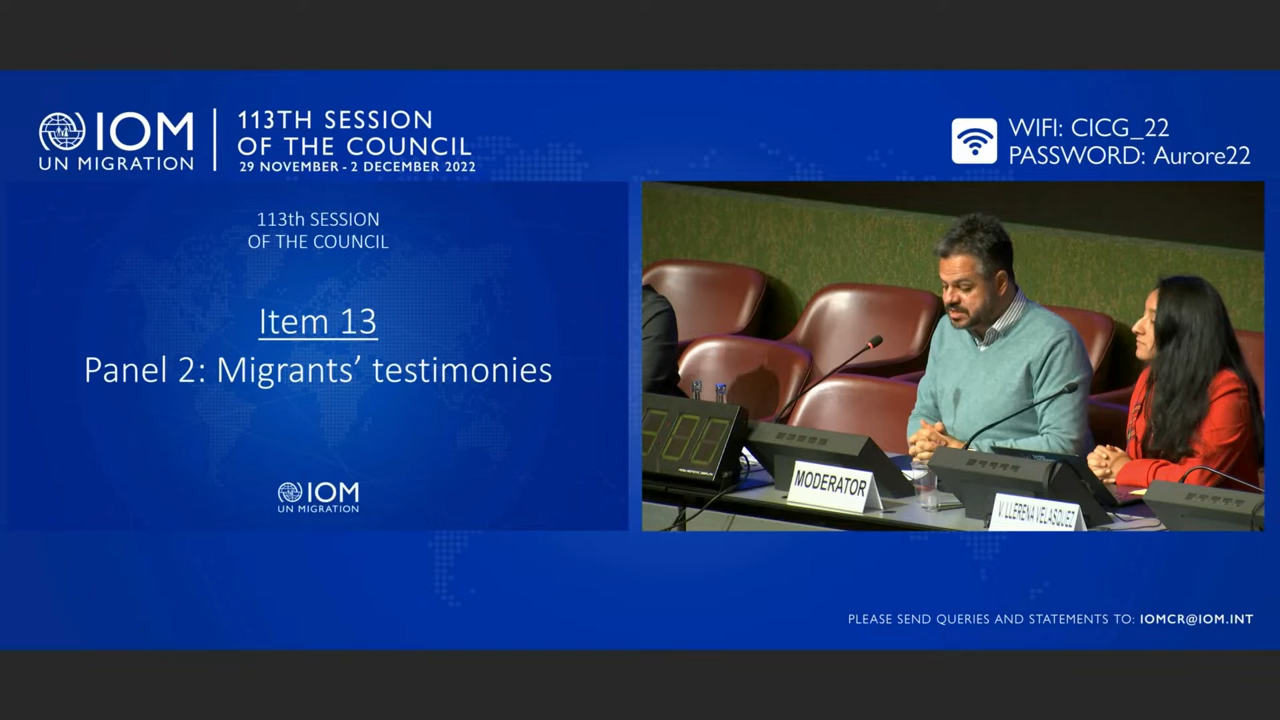 IOM
UN MIGRATION
113TH SESSION
OF THE COUNCIL
29 NOVEMBER - 2 DECEMBER 2022
WIFI: CICG_22
PASSWORD: Aurore22
113th SESSION
OF THE COUNCIL
Item 13
Panel 2: Migrants’ testimonies
IOM
UN MIGRATION
MODERATOR
V. LLERENA VELASQUEZ
PLEASE SEND QUERIES AND STATEMENTS TO: IOMCR@IOM.INT